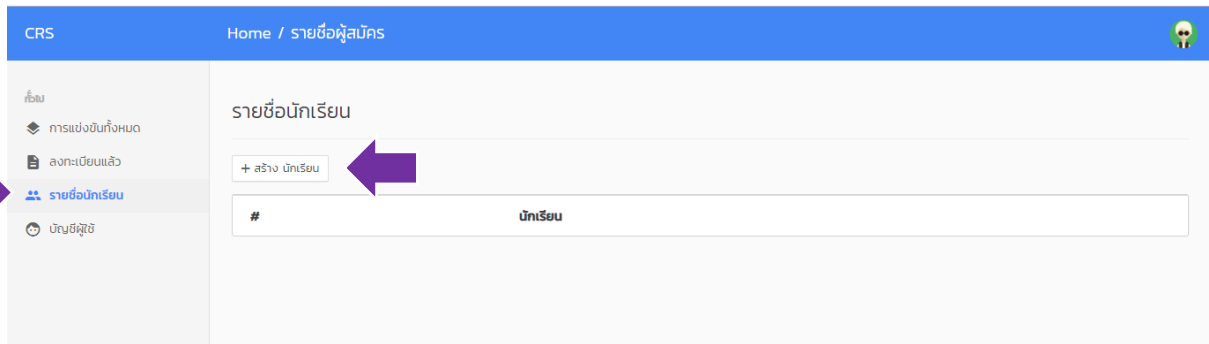 CRS
Home / รายชื่อผู้สมัคร
ทั่วไป
การแข่งขันทั้งหมด
ลงทะเบียนแล้ว
รายชื่อนักเรียน
บัญชีผู้ใช้
รายชื่อนักเรียน
+ สร้าง นักเรียน
# นักเรียน